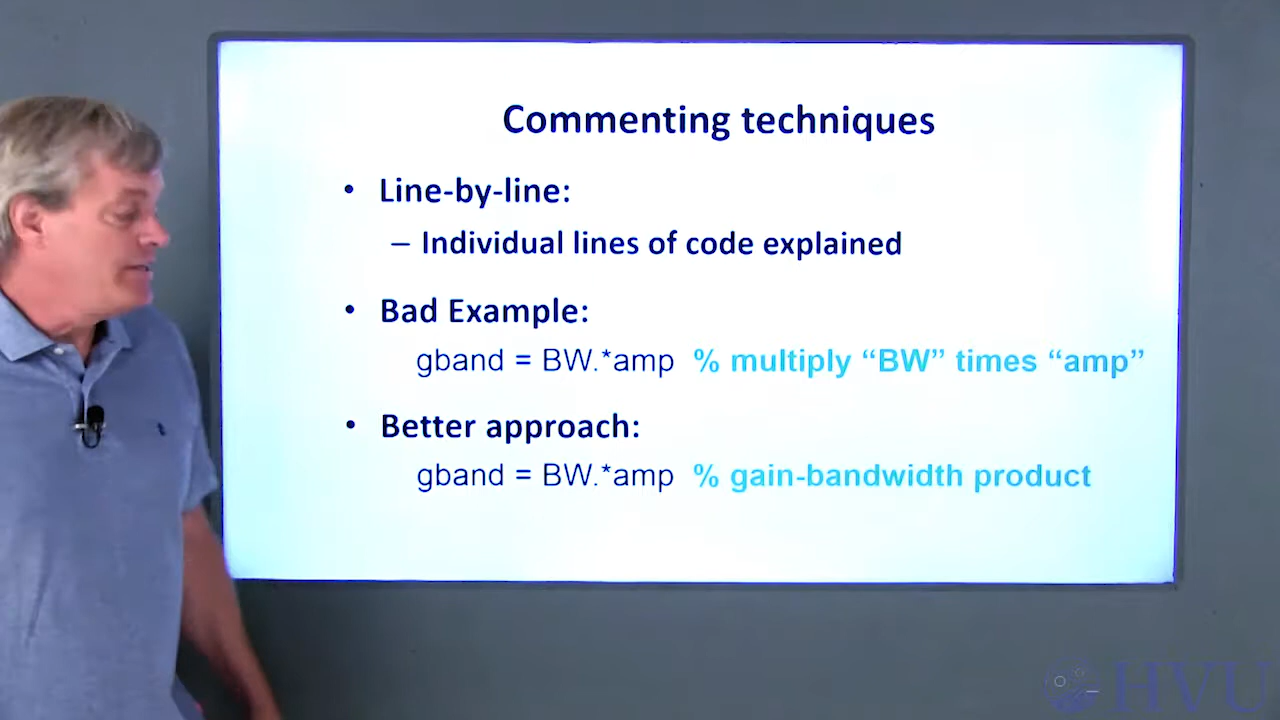 Commenting techniques
• Line-by-line:
– Individual lines of code explained
• Bad Example:
gband = BW.*amp % multiply “BW” times “amp”
• Better approach:
gband = BW.*amp % gain-bandwidth product
HVU